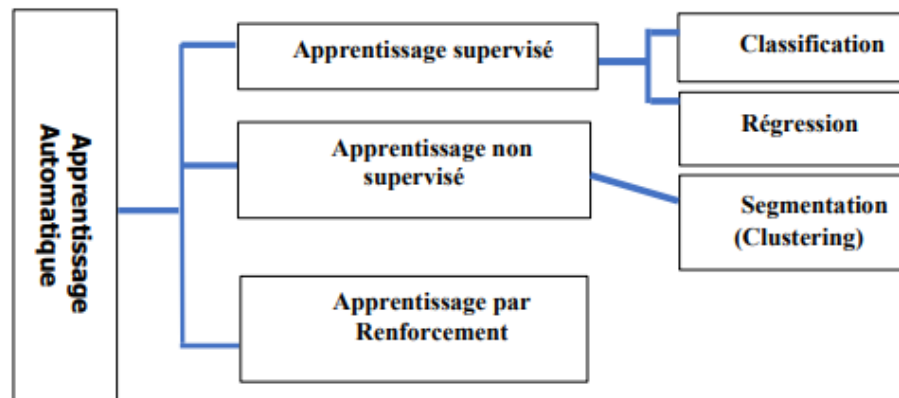 Apprentissage
Automatique
Apprentissage supervisé
Classification
Régression
Apprentissage non
supervisé
Segmentation
(Clustering)
Apprentissage par
Renforcement